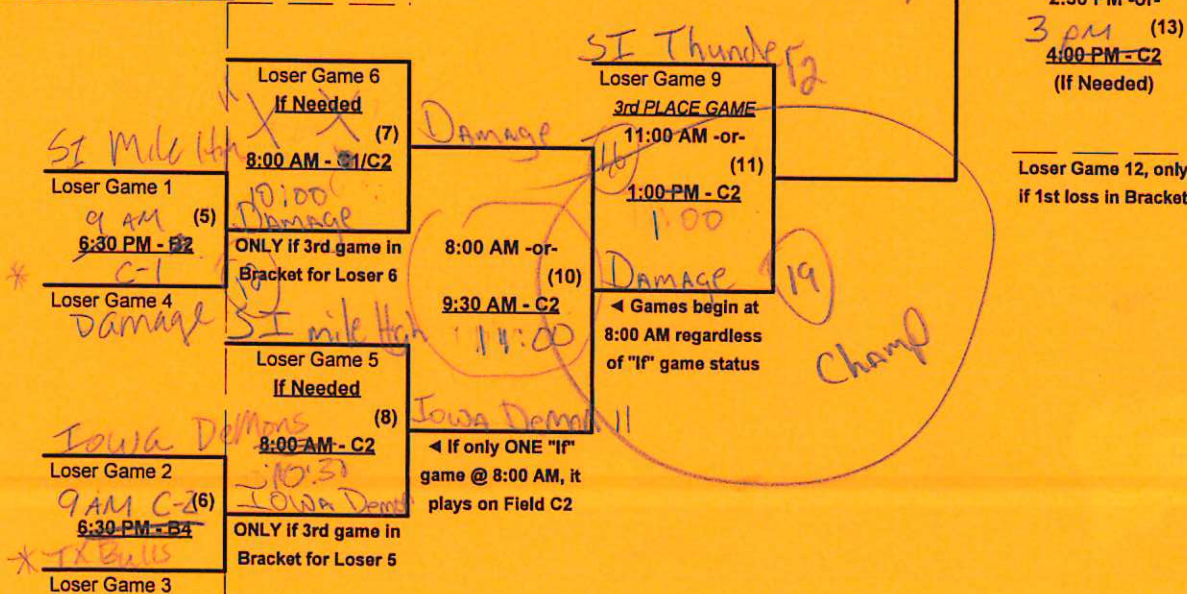 SI Mile High
Loser Game 1
9 AM (5)
6:30 PM - B2
C-1
Loser Game 4
Damage
Iowa Demons
Loser Game 2
9 AM C-2 (6)
6:30 PM - B4
* TX Bulls
Loser Game 3
Loser Game 6
If Needed
X X (7)
8:00 AM - C1/C2
10:00
Damage
ONLY if 3rd game in
Bracket for Loser 6
SI mile High
Loser Game 5
If Needed
(8)
8:00 AM - C2
10:30
Iowa Demons
ONLY if 3rd game in
Bracket for Loser 5
Damage 16
8:00 AM -or-
(10)
9:30 AM - C2
11:00
Iowa Demons 11
◄ If only ONE "If"
game @ 8:00 AM, it
plays on Field C2
SI Thunder 12
Loser Game 9
3rd PLACE GAME
11:00 AM -or-
(11)
1:00 PM - C2
1:00
Damage 19
◄ Games begin at
8:00 AM regardless
of "If" game status
Champ
2:30 PM -or-
3 pm (13)
4:00 PM - C2
(If Needed)
Loser Game 12, only
if 1st loss in Bracket